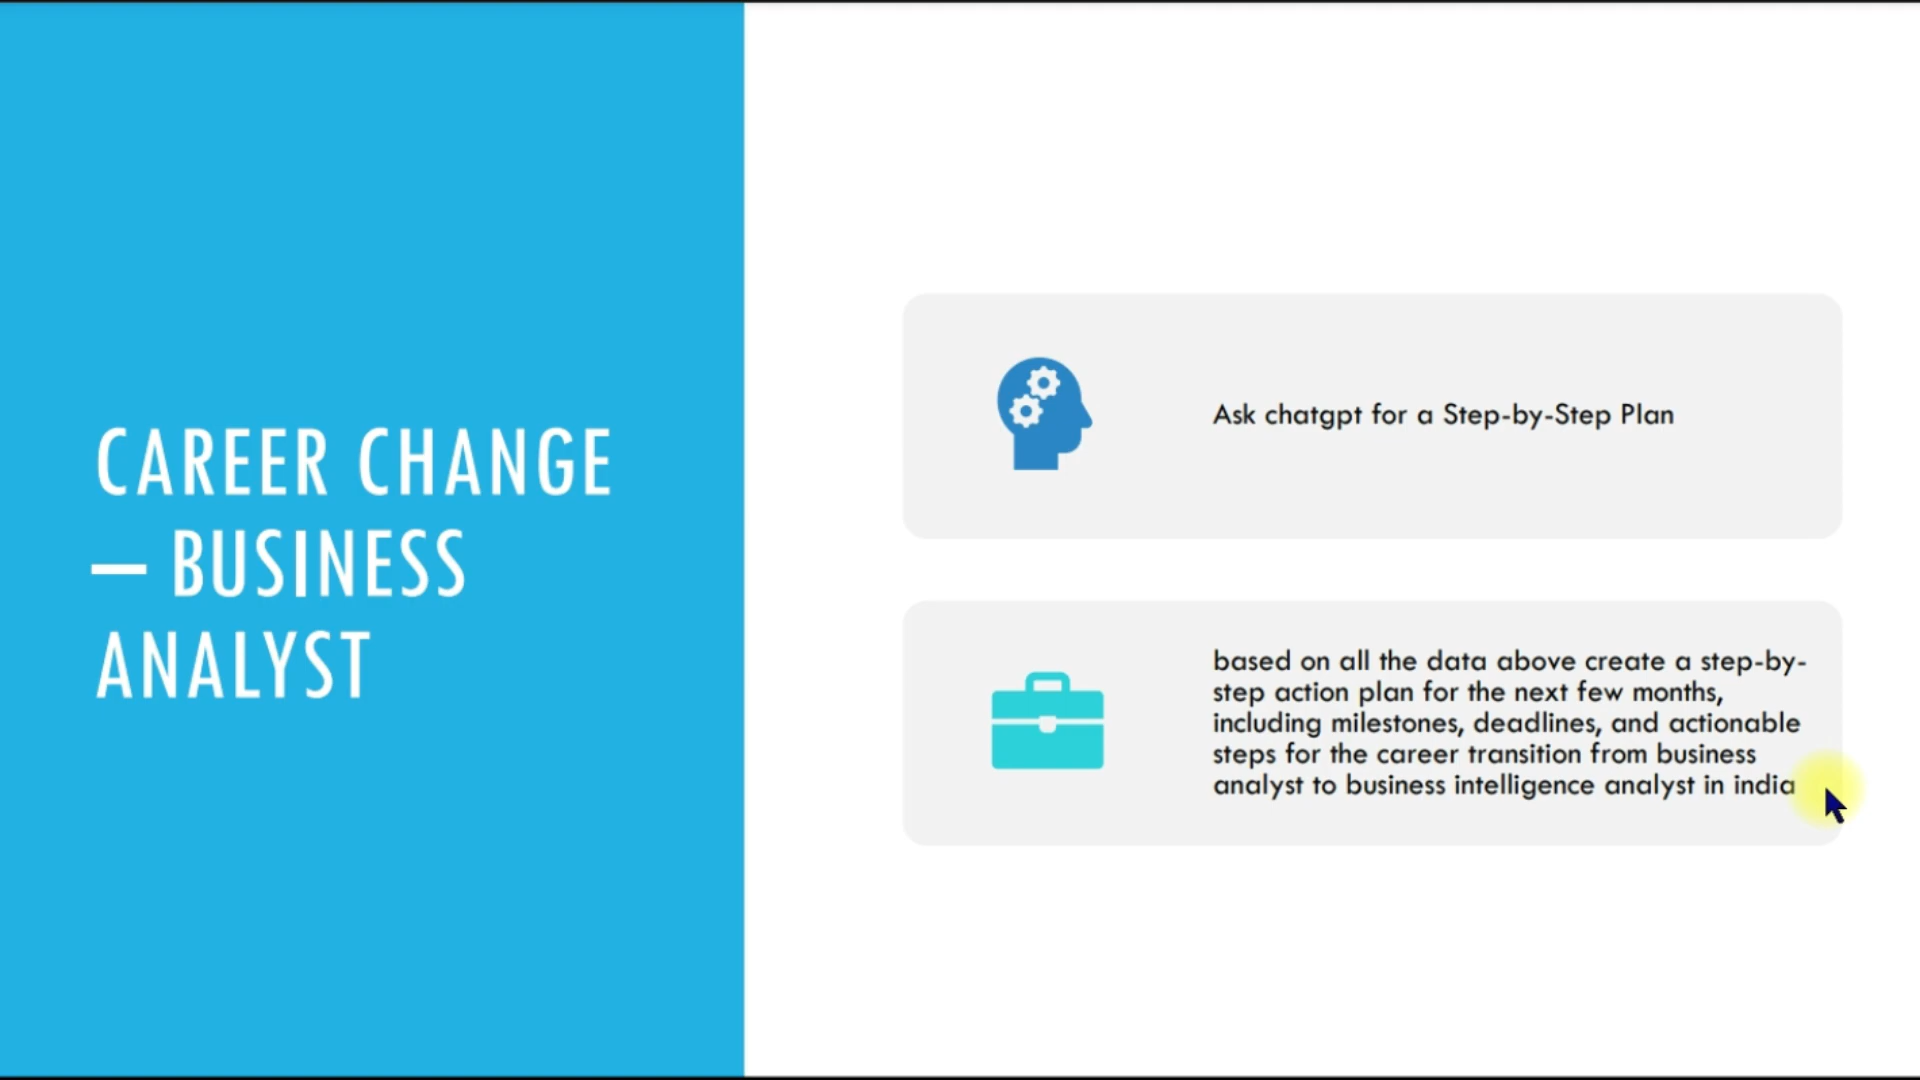 CAREER CHANGE
– BUSINESS
ANALYST
Ask chatgpt for a Step-by-Step Plan
based on all the data above create a step-by-
step action plan for the next few months,
including milestones, deadlines, and actionable
steps for the career transition from business
analyst to business intelligence analyst in india